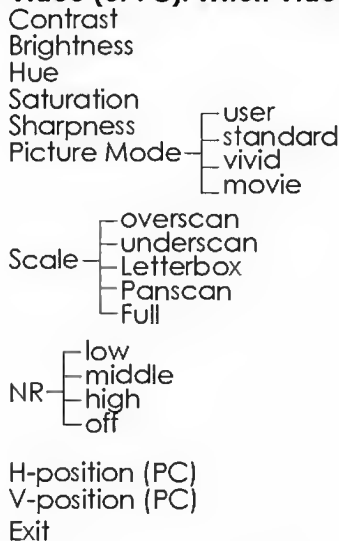 Contrast
Brightness
Hue
Saturation
Sharpness
Picture Mode
user
standard
vivid
movie
Scale
overscan
underscan
Letterbox
Panscan
Full
NR
low
middle
high
off
H-position (PC)
V-position (PC)
Exit